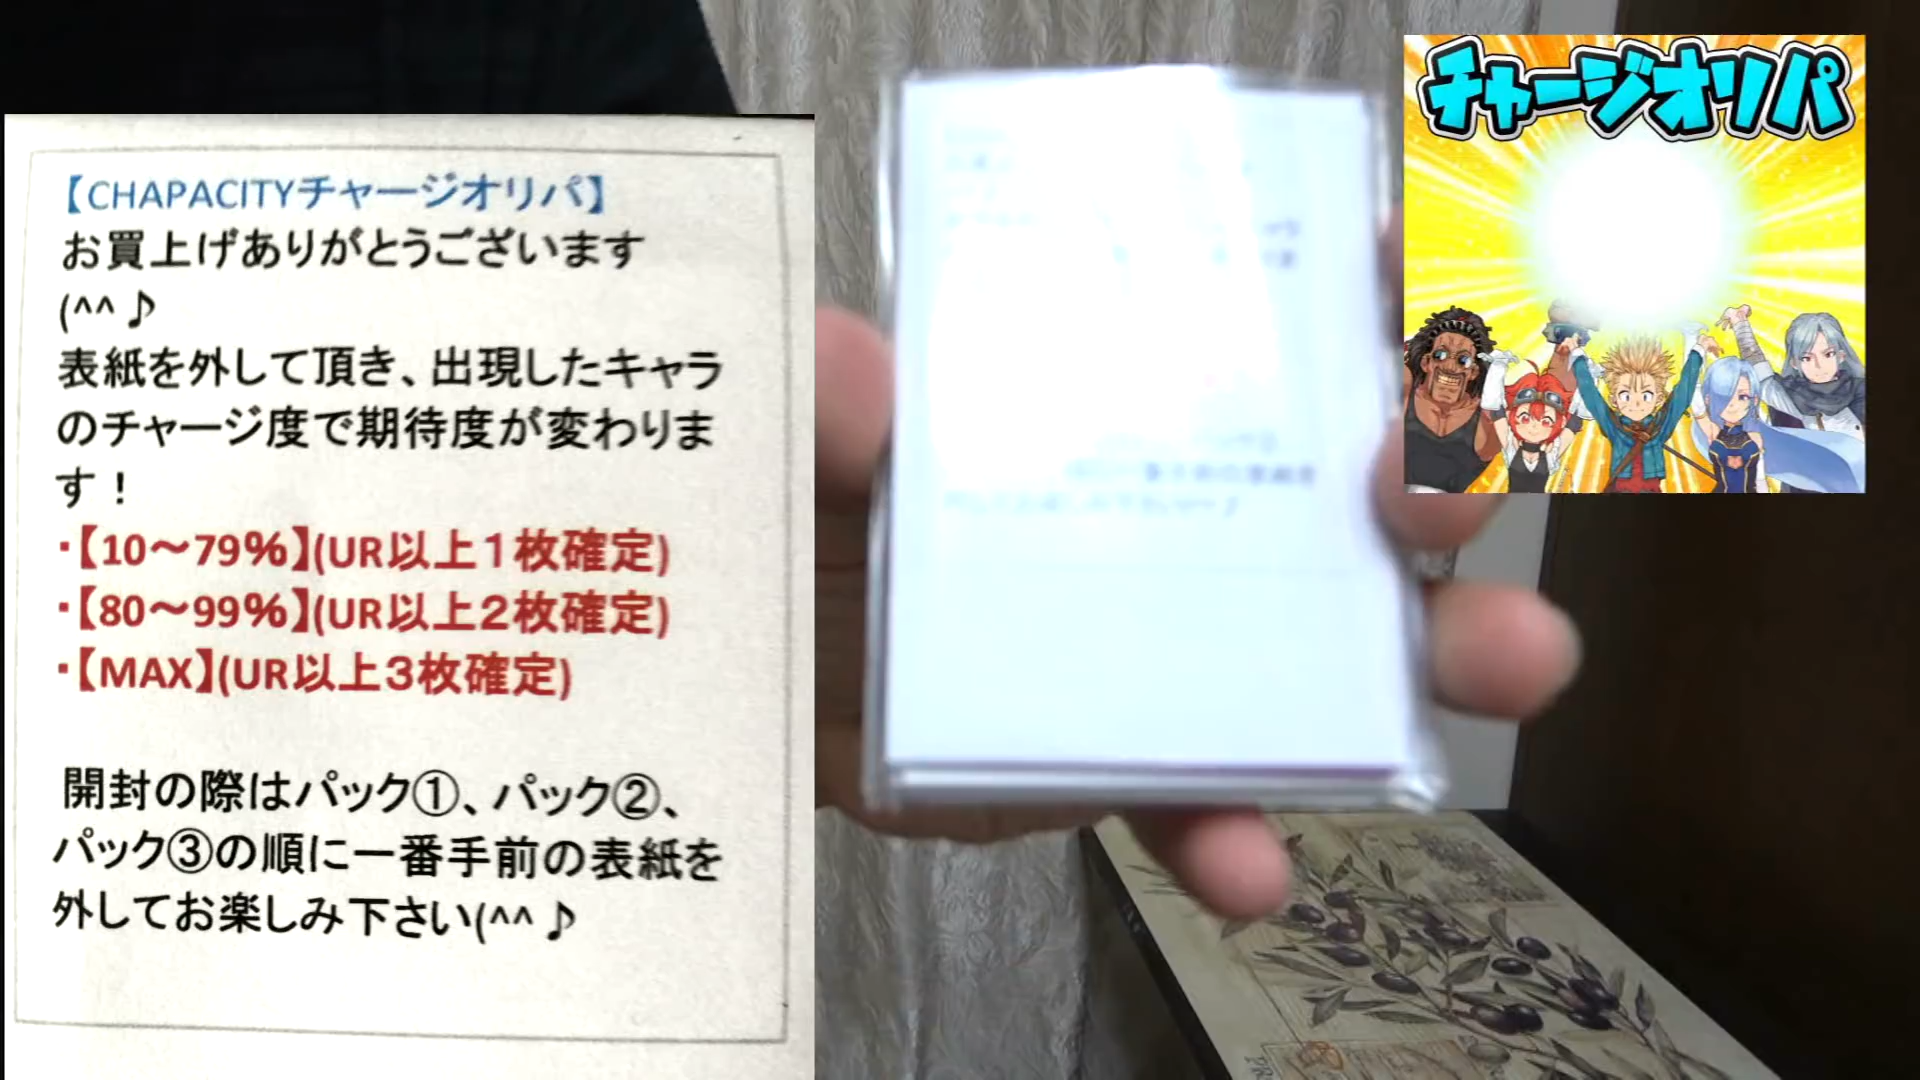 【CHAPACITYチャージオリパ】
お買上げありがとうございます
(^^♪
表紙を外して頂き、出現したキャラ
のチャージ度で期待度が変わりま
す！
・【10～79％】(UR以上１枚確定)
・【80～99％】(UR以上２枚確定)
・【MAX】(UR以上３枚確定)
開封の際はパック①、パック②、
パック③の順に一番手前の表紙を
外してお楽しみ下さい(^^♪
チャージオリパ